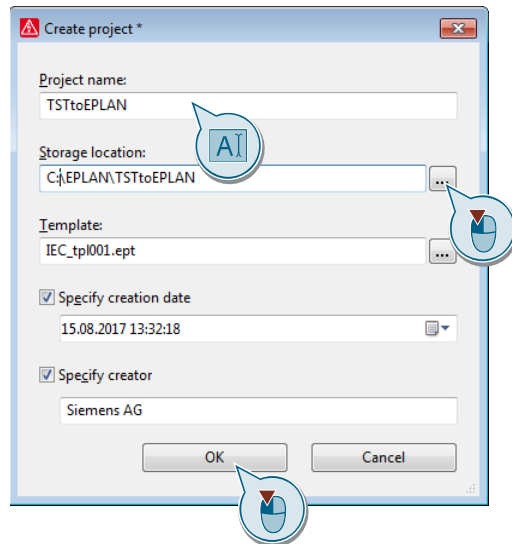 Create project *
Project name:
TSTtoEPLAN
A
Storage location:
C:\EPLAN\TSTtoEPLAN
...
Template:
IEC_tpl001.ept
...
Specify creation date
15.08.2017 13:32:18
Specify creator
Siemens AG
OK
Cancel